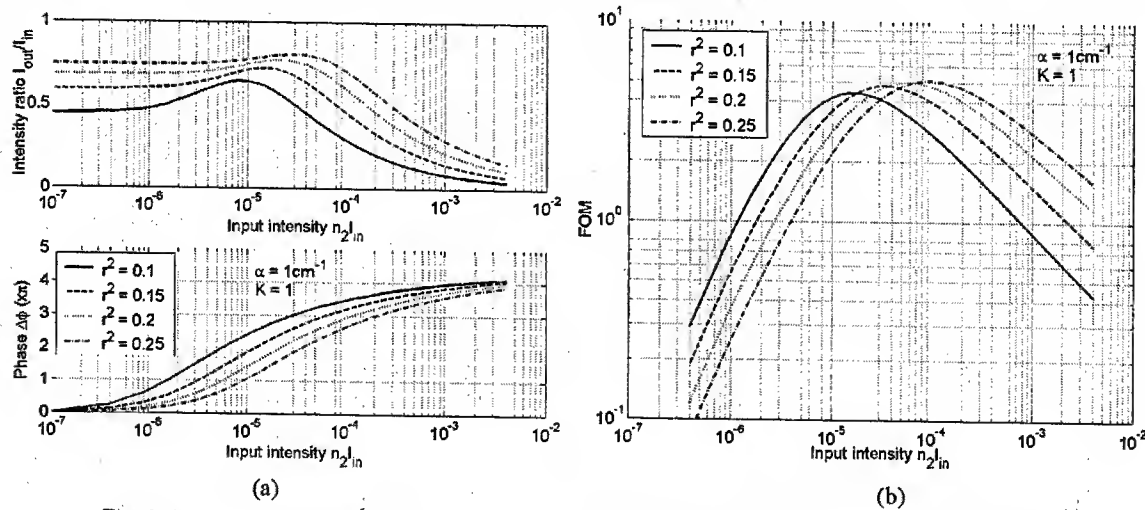 Intensity ratio I_out/I_in
1
0.5
0
10^-7 10^-6 10^-5 10^-4 10^-3 10^-2
Input intensity n_2I_in
Phase Δϕ (xπ)
5
4
3
2
1
0
r^2 = 0.1
r^2 = 0.15
r^2 = 0.2
r^2 = 0.25
α = 1cm^-1
K = 1
10^-7 10^-6 10^-5 10^-4 10^-3 10^-2
Input intensity n_2I_in
(a)
FOM
10^1
10^0
10^-1
r^2 = 0.1
r^2 = 0.15
r^2 = 0.2
r^2 = 0.25
α = 1cm^-1
K = 1
10^-7 10^-6 10^-5 10^-4 10^-3 10^-2
Input intensity n_2I_in
(b)